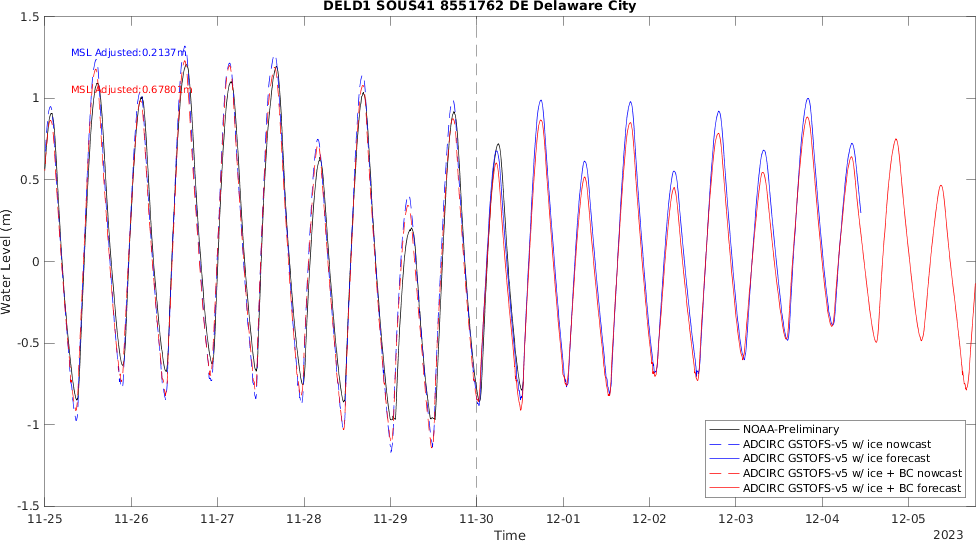 DELD1 SOUS41 8551762 DE Delaware City
1.5
MSL Adjusted:0.2137m
1
MSL Adjusted:0.67801m
0.5
0
-0.5
-1
-1.5
Water Level (m)
NOAA-Preliminary
ADCIRC GSTOFS-v5 w/ ice nowcast
ADCIRC GSTOFS-v5 w/ ice forecast
ADCIRC GSTOFS-v5 w/ ice + BC nowcast
ADCIRC GSTOFS-v5 w/ ice + BC forecast
11-25 11-26 11-27 11-28 11-29 11-30 12-01 12-02 12-03 12-04 12-05
Time
2023